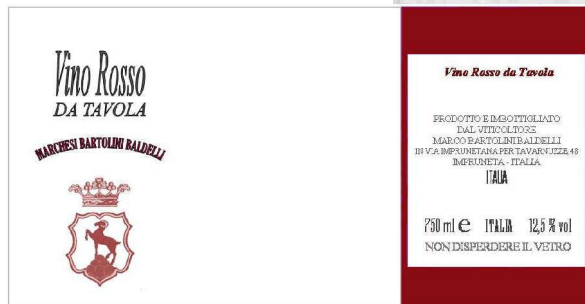 Vino Rosso
DA TAVOLA
MARCHESI BARTOLINI BALDELLI
Vino Rosso da Tavola
PRODOTTO E IMBOTTIGLIATO
DAL VITICOLTORE
MARCO BARTOLINI BALDELLI
IN VIA IMPRUNETANA PER TAVARNUZZE, 48
IMPRUNETA - ITALIA
ITALIA
750 ml e ITALIA 12,5 % vol
NON DISPERDERE IL VETRO